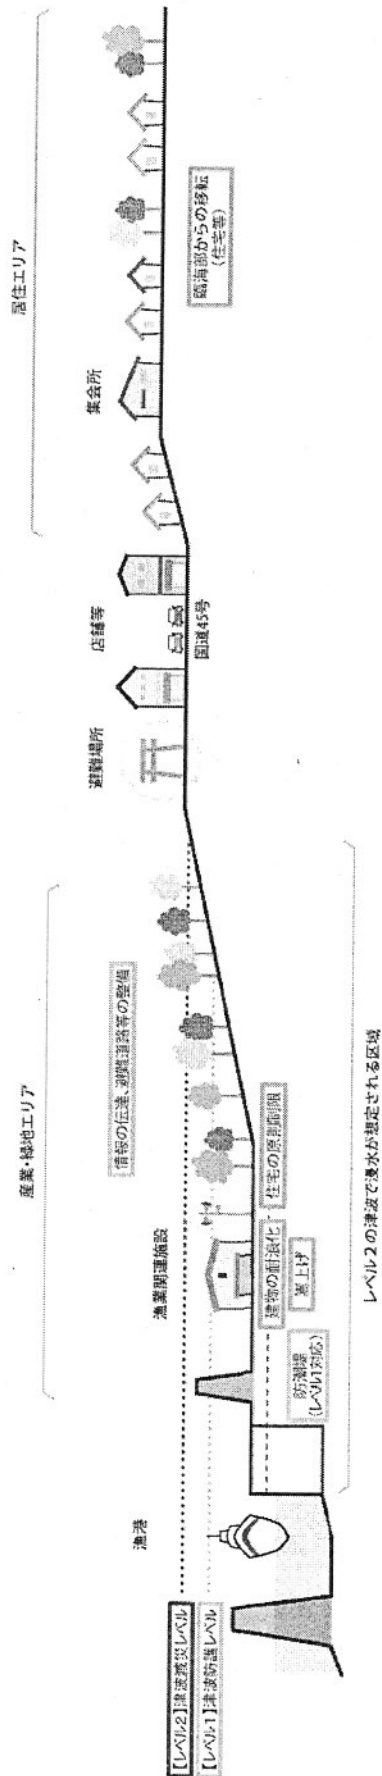 産業・緑地エリア
居住エリア
漁港
漁業関連施設
情報の伝達、避難道路等の整備
避難場所
店舗等
集会所
【レベル2】津波減災レベル
【レベル1】津波防護レベル
防潮堤
（レベル1対応）
建物の耐浪化
嵩上げ
住宅の原則制限
国道45号
臨海部からの移転
（住宅等）
レベル2の津波で浸水が想定される区域